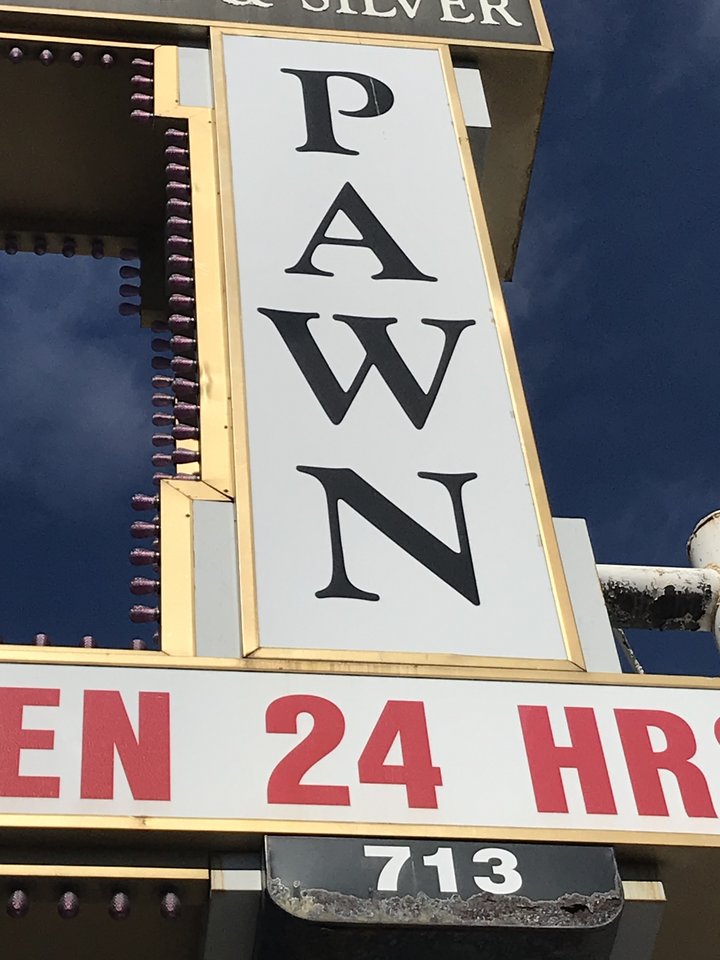 & SILVER
PAWN
EN 24 HRS
713